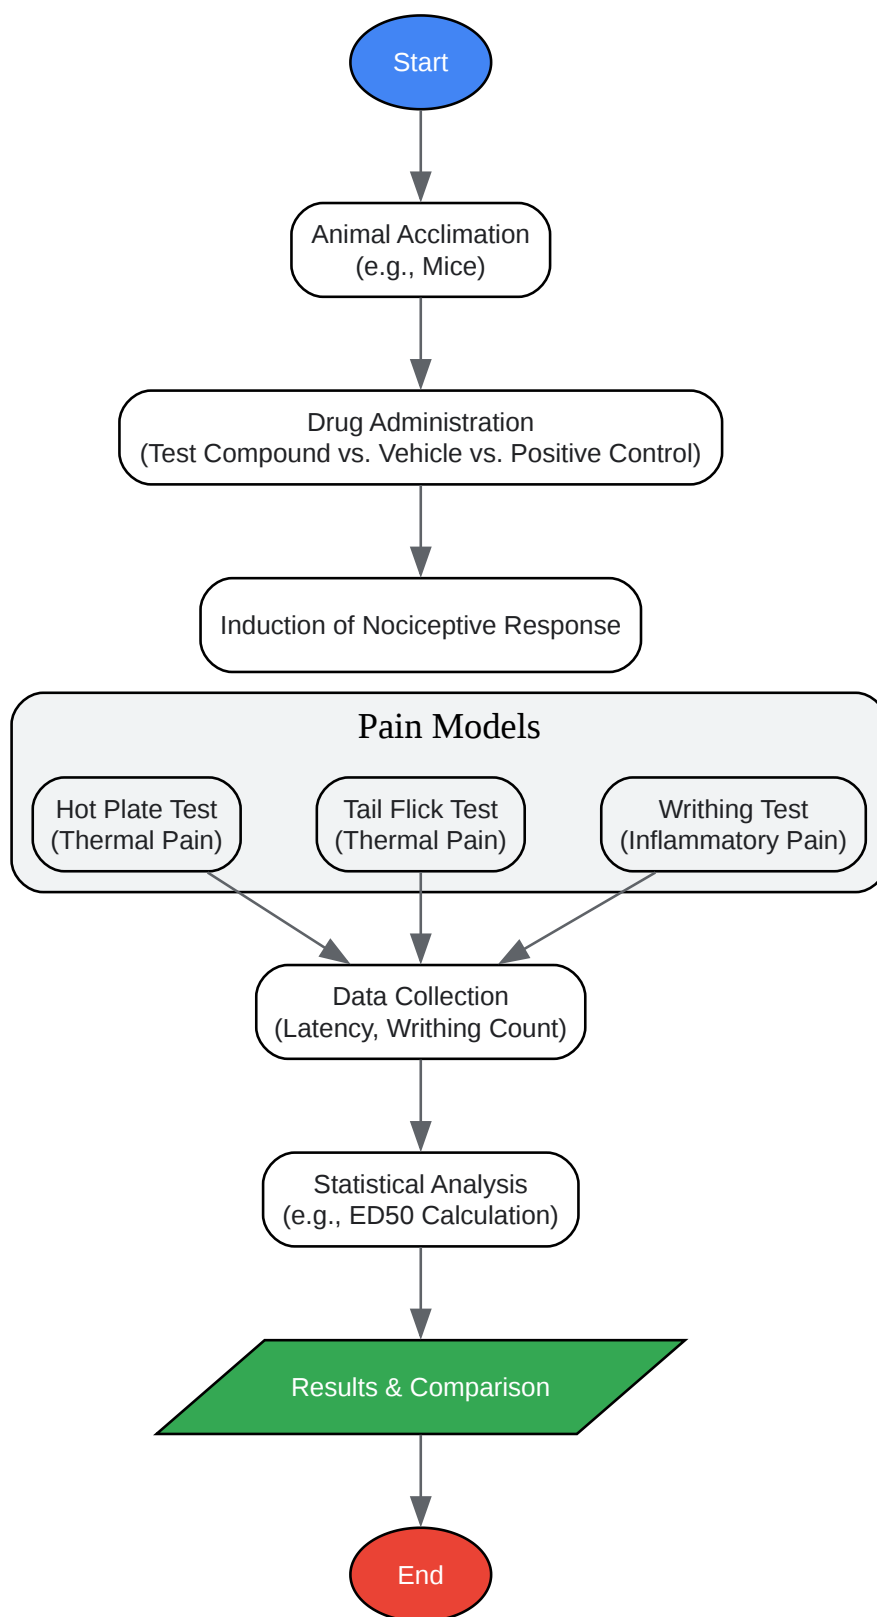 Start
Animal Acclimation
(e.g., Mice)
Drug Administration
(Test Compound vs. Vehicle vs. Positive Control)
Induction of Nociceptive Response
Pain Models
Hot Plate Test
(Thermal Pain)
Tail Flick Test
(Thermal Pain)
Writhing Test
(Inflammatory Pain)
Data Collection
(Latency, Writhing Count)
Statistical Analysis
(e.g., ED50 Calculation)
Results & Comparison
End